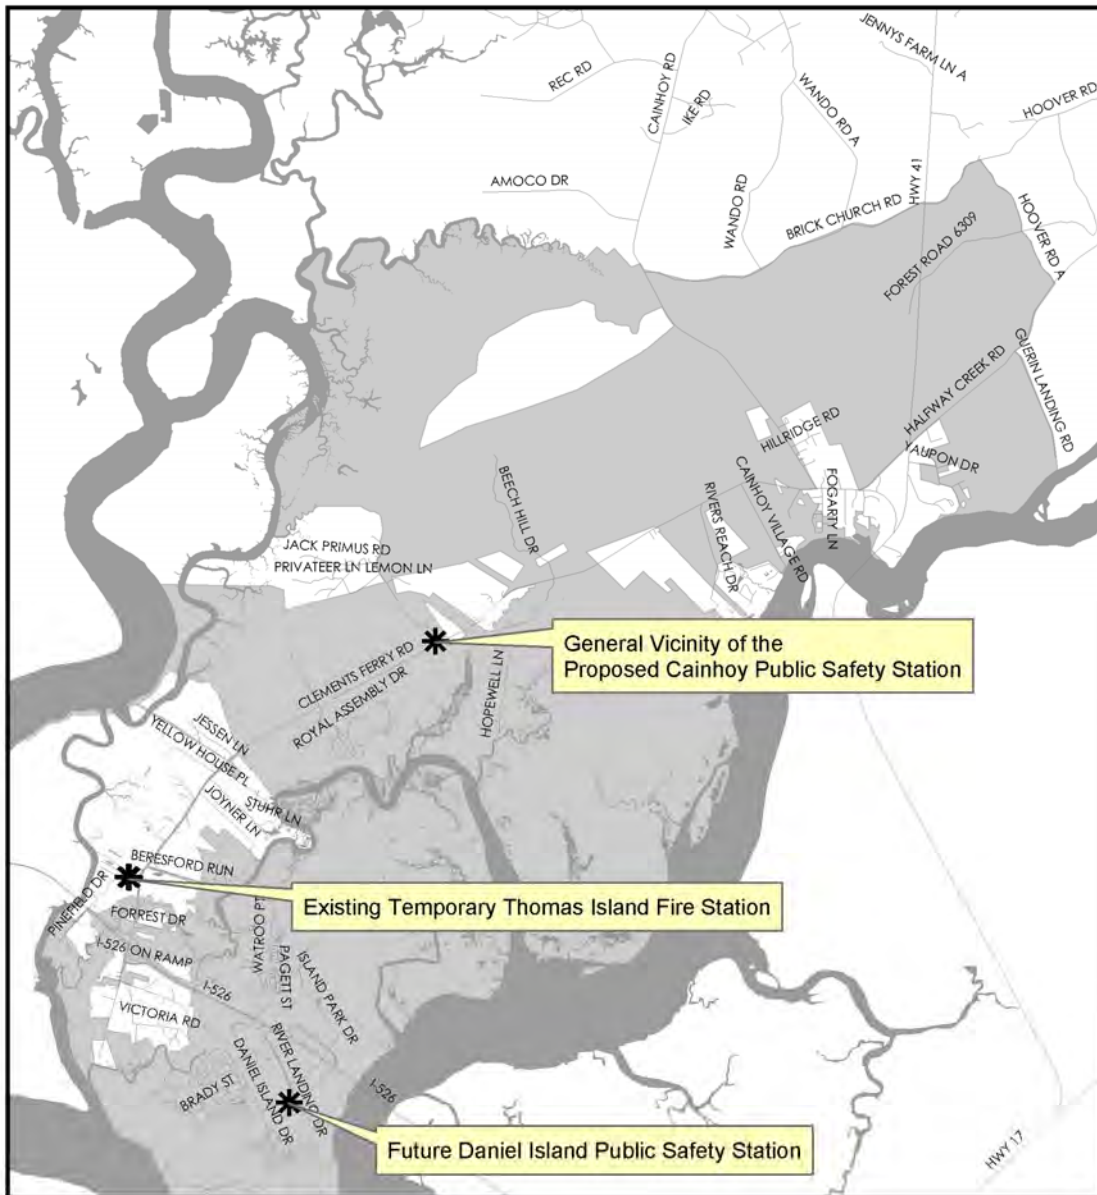 JENNYS FARM LN A
REC RD
CAINHOY RD
IKE RD
WANDO RD A
HOOVER RD
AMOCO DR
WANDO RD
BRICK CHURCH RD
HWY 41
HOOVER RD A
FOREST ROAD 6309
GUERIN LANDING RD
HALFWAY CREEK RD
HILLRIDGE RD
YAUPON DR
BEECH HILL DR
RIVERS REACH DR
CAINHOY VILLAGE RD
FOGARTY LN
JACK PRIMUS RD
PRIVATEER LN LEMON LN
General Vicinity of the
Proposed Cainhoy Public Safety Station
CLEMENTS FERRY RD
ROYAL ASSEMBLY DR
HOPEWELL LN
JESSEN LN
YELLOW HOUSE PL
STUHR LN
JOYNER LN
BERESFORD RUN
PINEFIELD DR
Existing Temporary Thomas Island Fire Station
FORREST DR
WATROO PT
I-526 ON RAMP
PAGETT ST
ISLAND PARK DR
I-526
VICTORIA RD
RIVER LANDING DR
DANIEL ISLAND DR
BRADY ST
I-526
Future Daniel Island Public Safety Station
HWY 17